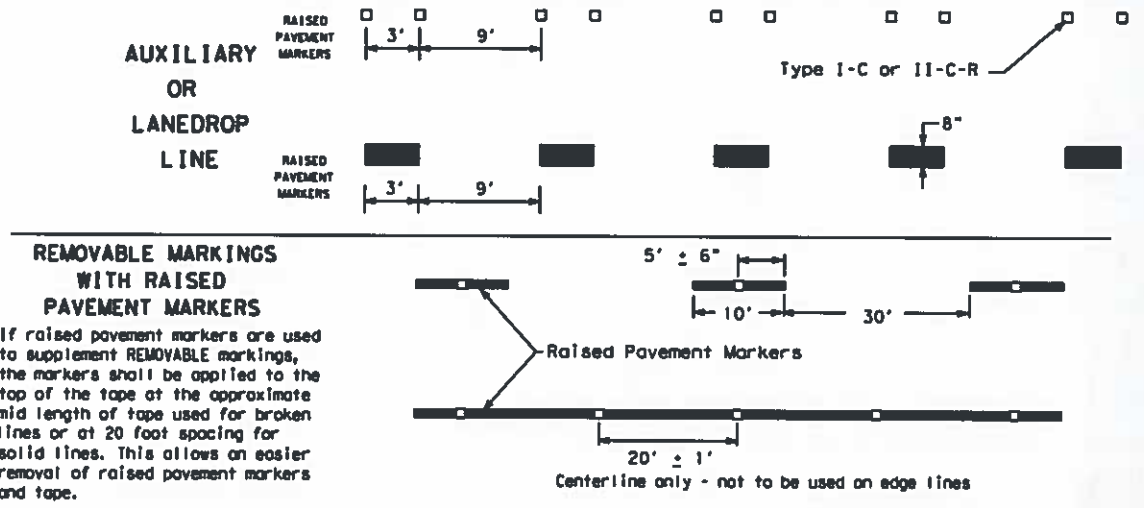 AUXILIARY
OR
LANEDROP
LINE
RAISED
PAVEMENT
MARKERS
3'
9'
Type I-C or II-C-R
RAISED
PAVEMENT
MARKERS
3'
9'
8"
REMOVABLE MARKINGS
WITH RAISED
PAVEMENT MARKERS
If raised pavement markers are used
to supplement REMOVABLE markings,
the markers shall be applied to the
top of the tape at the approximate
mid length of tape used for broken
lines or at 20 foot spacing for
solid lines. This allows an easier
removal of raised pavement markers
and tape.
5' ± 6"
10'
30'
Raised Pavement Markers
20' ± 1'
Centerline only - not to be used on edge lines